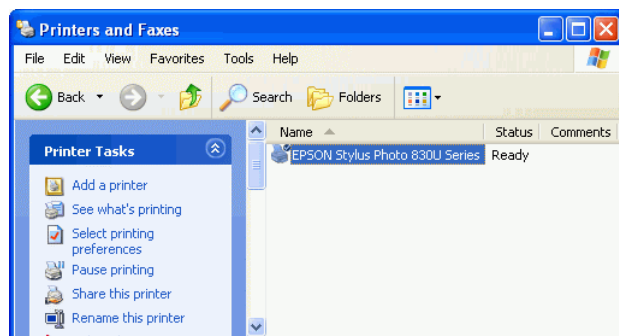 Printers and Faxes
File Edit View Favorites Tools Help
Back Search Folders
Name Status Comments
Printer Tasks
EPSON Stylus Photo 830U Series Ready
Add a printer
See what's printing
Select printing
preferences
Pause printing
Share this printer
Rename this printer